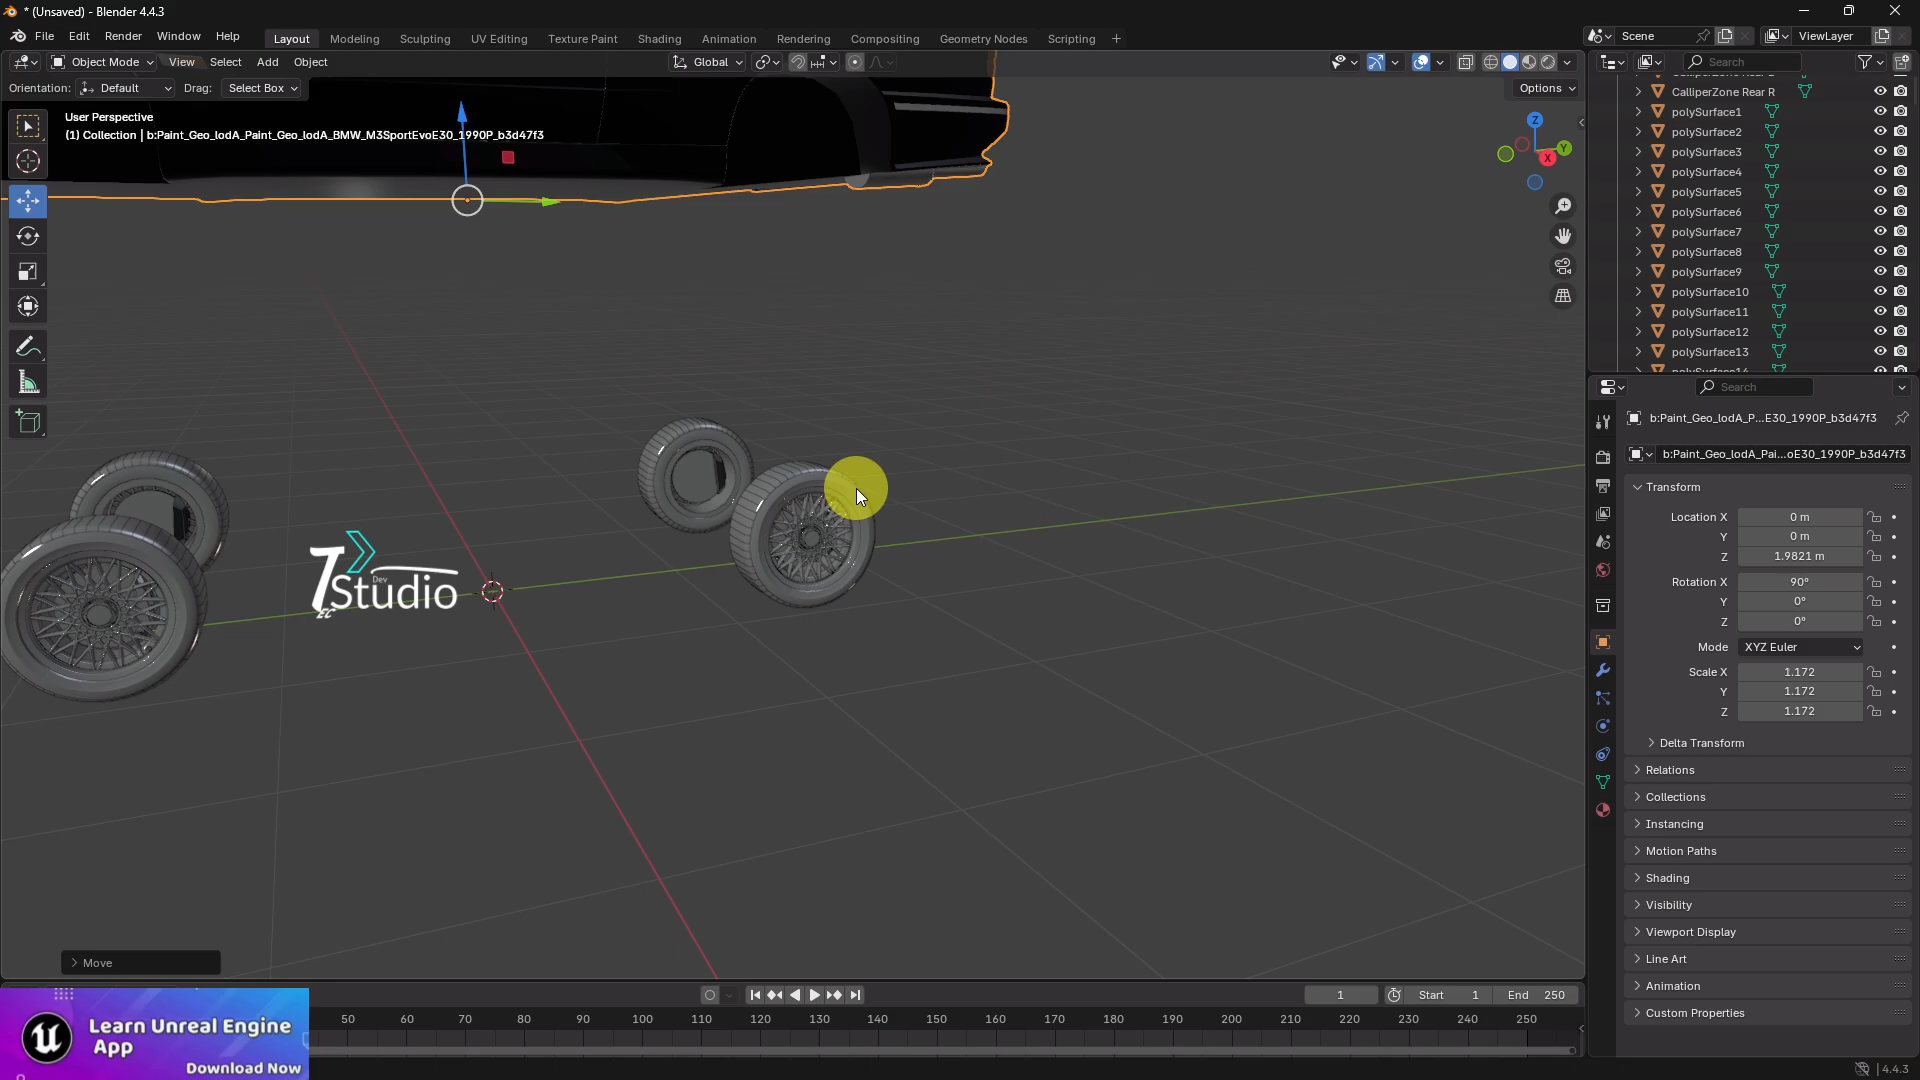 * (Unsaved) - Blender 4.4.3
File Edit Render Window Help Layout Modeling Sculpting UV Editing Texture Paint Shading Animation Rendering Compositing Geometry Nodes Scripting + Scene ViewLayer
Object Mode View Select Add Object Global Search
Orientation: Default Drag: Select Box Options
User Perspective
(1) Collection | b:Paint_Geo_lodA_Paint_Geo_lodA_BMW_M3SportEvoE30_1990P_b3d47f3
Z
Y
X
CalliperZone Rear R
polySurface1
polySurface2
polySurface3
polySurface4
polySurface5
polySurface6
polySurface7
polySurface8
polySurface9
polySurface10
polySurface11
polySurface12
polySurface13
Search
b:Paint_Geo_lodA_P...E30_1990P_b3d47f3
b:Paint_Geo_lodA_Pai...oE30_1990P_b3d47f3
Transform
Location X 0 m
Y 0 m
Z 1.9821 m
Rotation X 90°
Y 0°
Z 0°
Mode XYZ Euler
Scale X 1.172
Y 1.172
Z 1.172
Delta Transform
Relations
Collections
Instancing
Motion Paths
Shading
Visibility
Viewport Display
Line Art
Animation
Custom Properties
Dev
Studio
EC
Move
1 Start 1 End 250
50 60 70 80 90 100 110 120 130 140 150 160 170 180 190 200 210 220 230 240 250
Learn Unreal Engine
App
Download Now
4.4.3